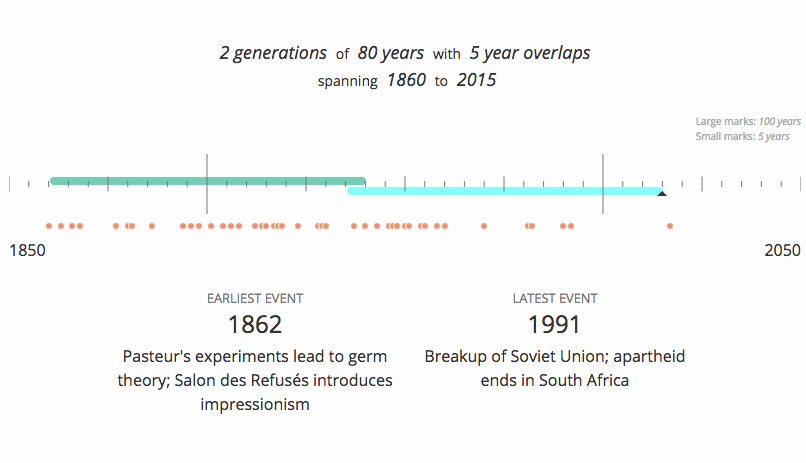 2 generations of 80 years with 5 year overlaps
spanning 1860 to 2015
Large marks: 100 years
Small marks: 5 years
1850
2050
EARLIEST EVENT
1862
Pasteur's experiments lead to germ
theory; Salon des Refusés introduces
impressionism
LATEST EVENT
1991
Breakup of Soviet Union; apartheid
ends in South Africa